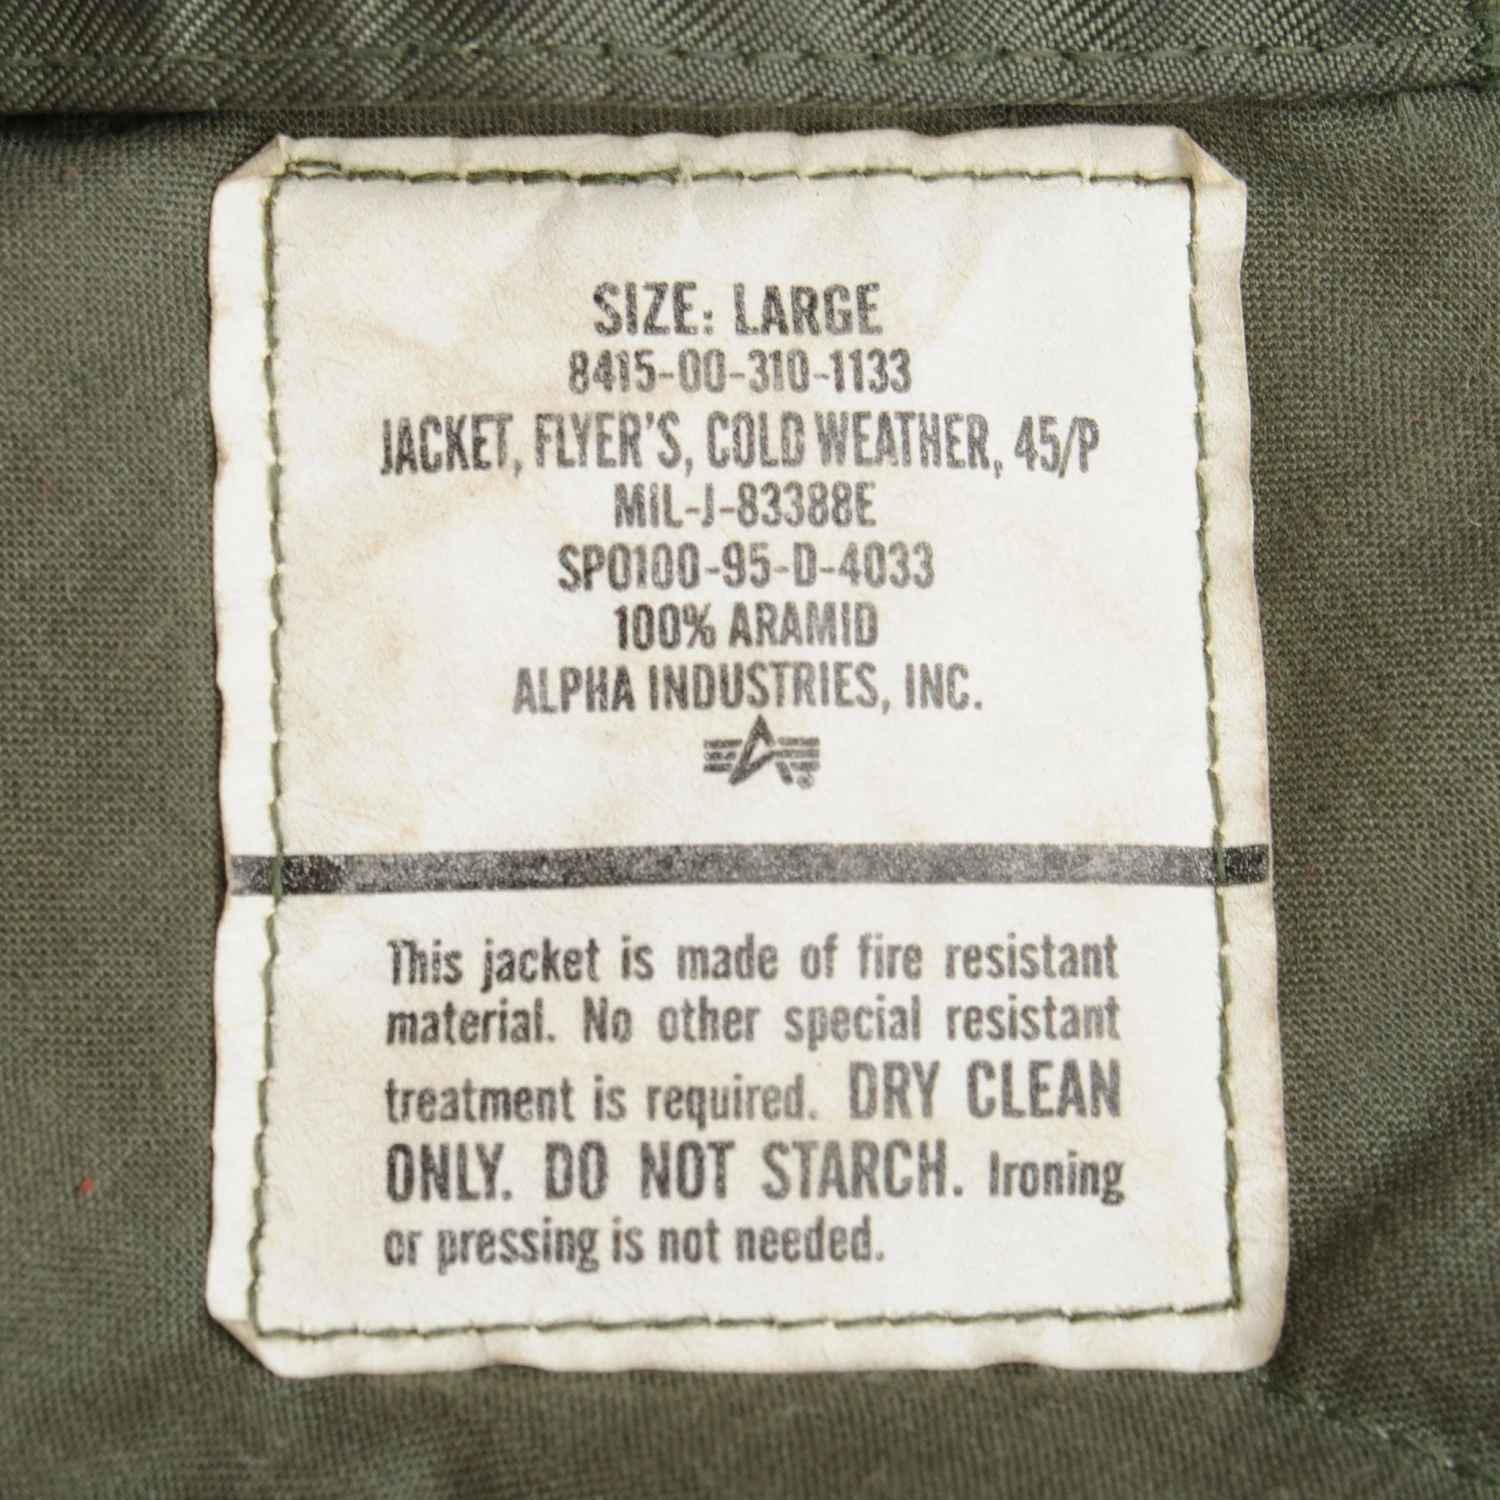 SIZE: LARGE
8415-00-310-1133
JACKET, FLYER'S, COLD WEATHER, 45/P
MIL-J-83388E
SPO100-95-D-4033
100% ARAMID
ALPHA INDUSTRIES, INC.
This jacket is made of fire resistant
material. No other special resistant
treatment is required. DRY CLEAN
ONLY. DO NOT STARCH. Ironing
or pressing is not needed.